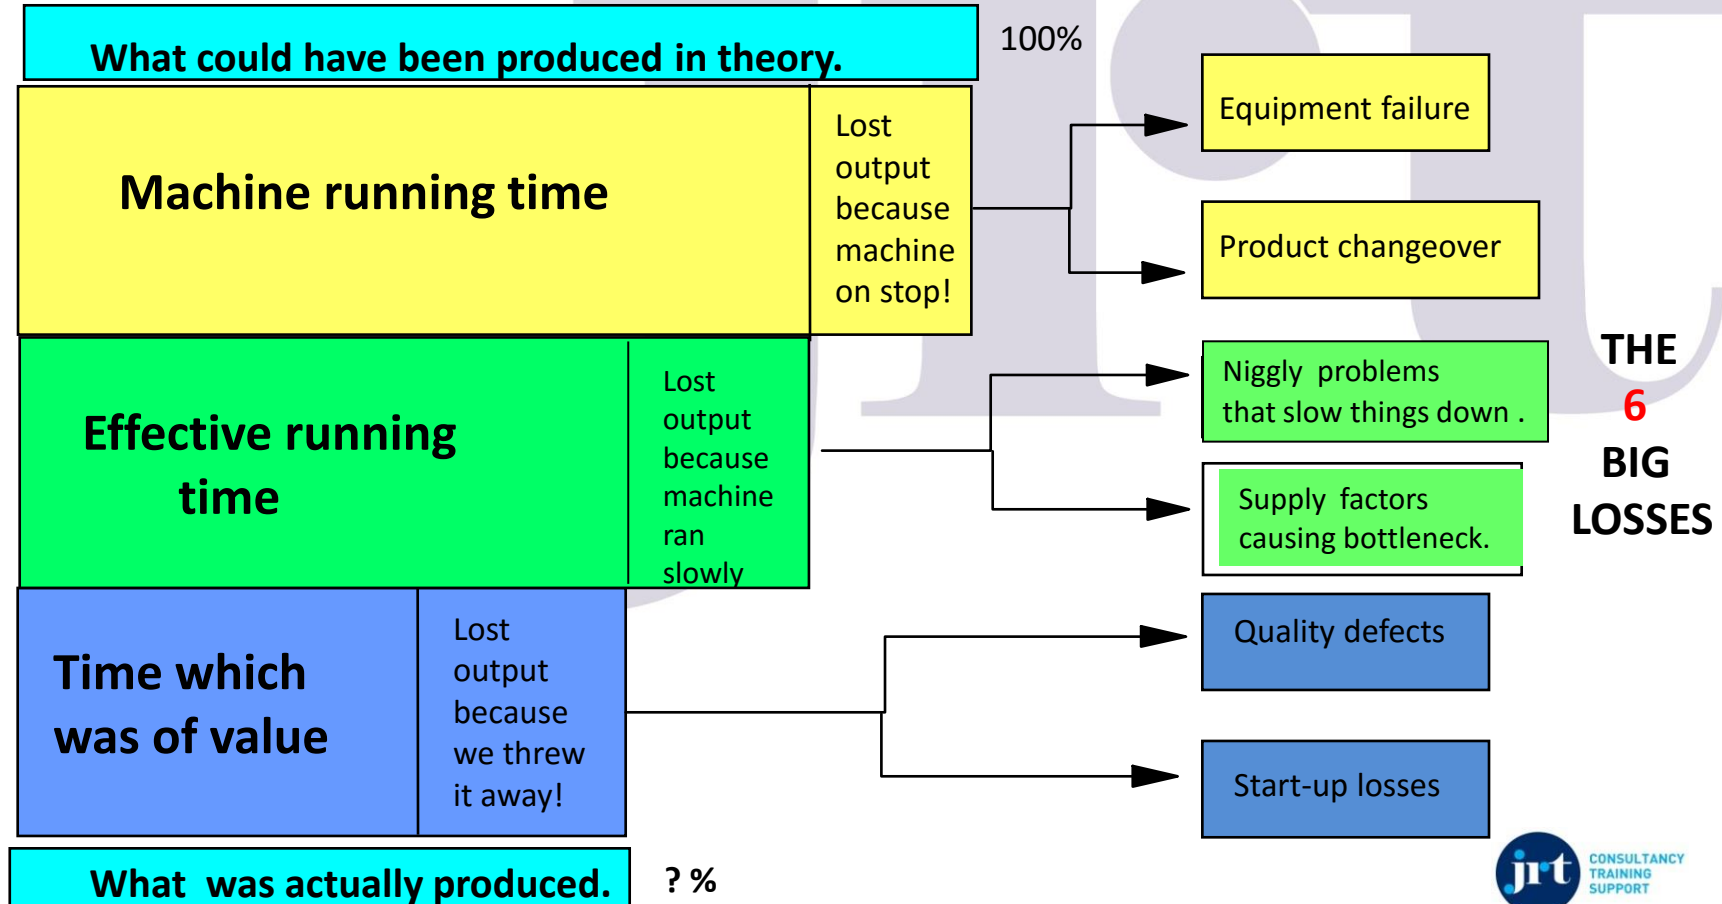 What could have been produced in theory.
100%
Machine running time
Lost
output
because
machine
on stop!
Equipment failure
Product changeover
Effective running
time
Lost
output
because
machine
ran
slowly
Niggly problems
that slow things down .
Supply factors
causing bottleneck.
THE
6
BIG
LOSSES
Time which
was of value
Lost
output
because
we threw
it away!
Quality defects
Start-up losses
What was actually produced.
? %
jrt
CONSULTANCY
TRAINING
SUPPORT